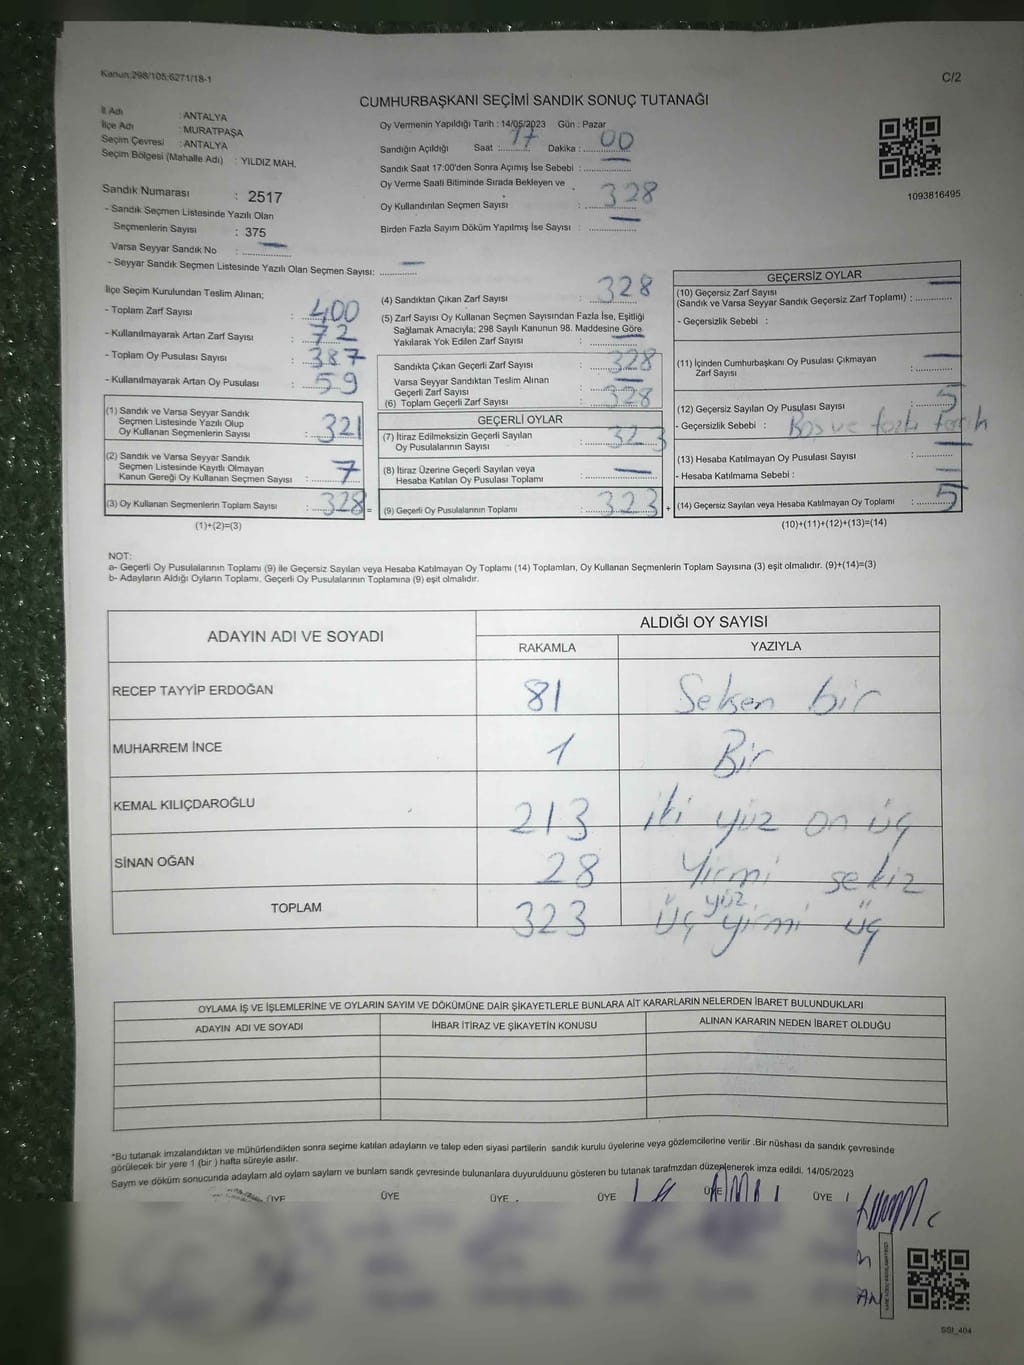 Kanun:298/105;6271/18-1
C/2
CUMHURBAŞKANI SEÇİMİ SANDIK SONUÇ TUTANAĞI
İl Adı : ANTALYA
İlçe Adı : MURATPAŞA
Seçim Çevresi : ANTALYA
Seçim Bölgesi (Mahalle Adı) : YILDIZ MAH.
Sandık Numarası : 2517
- Sandık Seçmen Listesinde Yazılı Olan
Seçmenlerin Sayısı : 375
Varsa Seyyar Sandık No :
- Seyyar Sandık Seçmen Listesinde Yazılı Olan Seçmen Sayısı:
Oy Vermenin Yapıldığı Tarih : 14/05/2023 Gün : Pazar
Sandığın Açıldığı Saat : 17 Dakika : 00
Sandık Saat 17:00'den Sonra Açımış İse Sebebi :
Oy Verme Saati Bitiminde Sırada Bekleyen ve
Oy Kullandırılan Seçmen Sayısı : 328
Birden Fazla Sayım Döküm Yapılmış İse Sayısı :
1093816495
İlçe Seçim Kurulundan Teslim Alınan;
- Toplam Zarf Sayısı : 400
- Kullanılmayarak Artan Zarf Sayısı : 72
- Toplam Oy Pusulası Sayısı : 387
- Kullanılmayarak Artan Oy Pusulası : 59
(1) Sandık ve Varsa Seyyar Sandık
Seçmen Listesinde Yazılı Olup
Oy Kullanan Seçmenlerin Sayısı : 321
(2) Sandık ve Varsa Seyyar Sandık
Seçmen Listesinde Kayıtlı Olmayan
Kanun Gereği Oy Kullanan Seçmen Sayısı : 7
(3) Oy Kullanan Seçmenlerin Toplam Sayısı : 328 =
(1)+(2)=(3)
(4) Sandıktan Çıkan Zarf Sayısı : 328
(5) Zarf Sayısı Oy Kullanan Seçmen Sayısından Fazla İse, Eşitliği
Sağlamak Amacıyla; 298 Sayılı Kanunun 98. Maddesine Göre
Yakılarak Yok Edilen Zarf Sayısı :
Sandıkta Çıkan Geçerli Zarf Sayısı : 328
Varsa Seyyar Sandıktan Teslim Alınan
Geçerli Zarf Sayısı :
(6) Toplam Geçerli Zarf Sayısı : 328
GEÇERLİ OYLAR
(7) İtiraz Edilmeksizin Geçerli Sayılan
Oy Pusulasının Sayısı : 323
(8) İtiraz Üzerine Geçerli Sayılan veya
Hesaba Katılan Oy Pusulası Toplamı :
(9) Geçerli Oy Pusulalarının Toplamı : 323 +
GEÇERSİZ OYLAR
(10) Geçersiz Zarf Sayısı
(Sandık ve Varsa Seyyar Sandık Geçersiz Zarf Toplamı) :
- Geçersizlik Sebebi :
(11) İçinden Cumhurbaşkanı Oy Pusulası Çıkmayan
Zarf Sayısı :
(12) Geçersiz Sayılan Oy Pusulası Sayısı : 5
- Geçersizlik Sebebi : Boş ve fazla tercih
(13) Hesaba Katılmayan Oy Pusulası Sayısı :
- Hesaba Katılmama Sebebi :
(14) Geçersiz Sayılan veya Hesaba Katılmayan Oy Toplamı : 5
(10)+(11)+(12)+(13)=(14)
NOT:
a- Geçerli Oy Pusulalarının Toplamı (9) ile Geçersiz Sayılan veya Hesaba Katılmayan Oy Toplamı (14) Toplamları, Oy Kullanan Seçmenlerin Toplam Sayısına (3) eşit olmalıdır. (9)+(14)=(3)
b- Adayların Aldığı Oyların Toplamı, Geçerli Oy Pusulalarının Toplamına (9) eşit olmalıdır.
ADAYIN ADI VE SOYADI
ALDIĞI OY SAYISI
RAKAMLA YAZIYLA
RECEP TAYYİP ERDOĞAN 81 Seksen bir
MUHARREM İNCE 1 Bir
KEMAL KILIÇDAROĞLU 213 iki yüz on üç
SİNAN OĞAN 28 Yirmi sekiz
TOPLAM 323 üç yüz yirmi üç
OYLAMA İŞ VE İŞLEMLERİNE VE OYLARIN SAYIM VE DÖKÜMÜNE DAİR ŞİKAYETLERLE BUNLARA AİT KARARLARIN NELERDEN İBARET BULUNDUKLARI
ADAYIN ADI VE SOYADI İHBAR İTİRAZ VE ŞİKAYETİN KONUSU ALINAN KARARIN NEDEN İBARET OLDUĞU
*Bu tutanak imzalandıktan ve mühürlendikten sonra seçime katılan adayların ve talep eden siyasi partilerin sandık kurulu üyelerine veya gözlemcilerine verilir .Bir nüshası da sandık çevresinde
görülecek bir yere 1 (bir ) hafta süreyle asılır.
Saym ve döküm sonucunda adaylam ald oylam saylam ve bunlam sandk çevresinde bulunanlara duyurulduunu gösteren bu tutanak tarafmzdan düzenlenerek imza edildi. 14/05/2023
ÜYE ÜYE ÜYE ÜYE ÜYE ÜYE
SSI_404